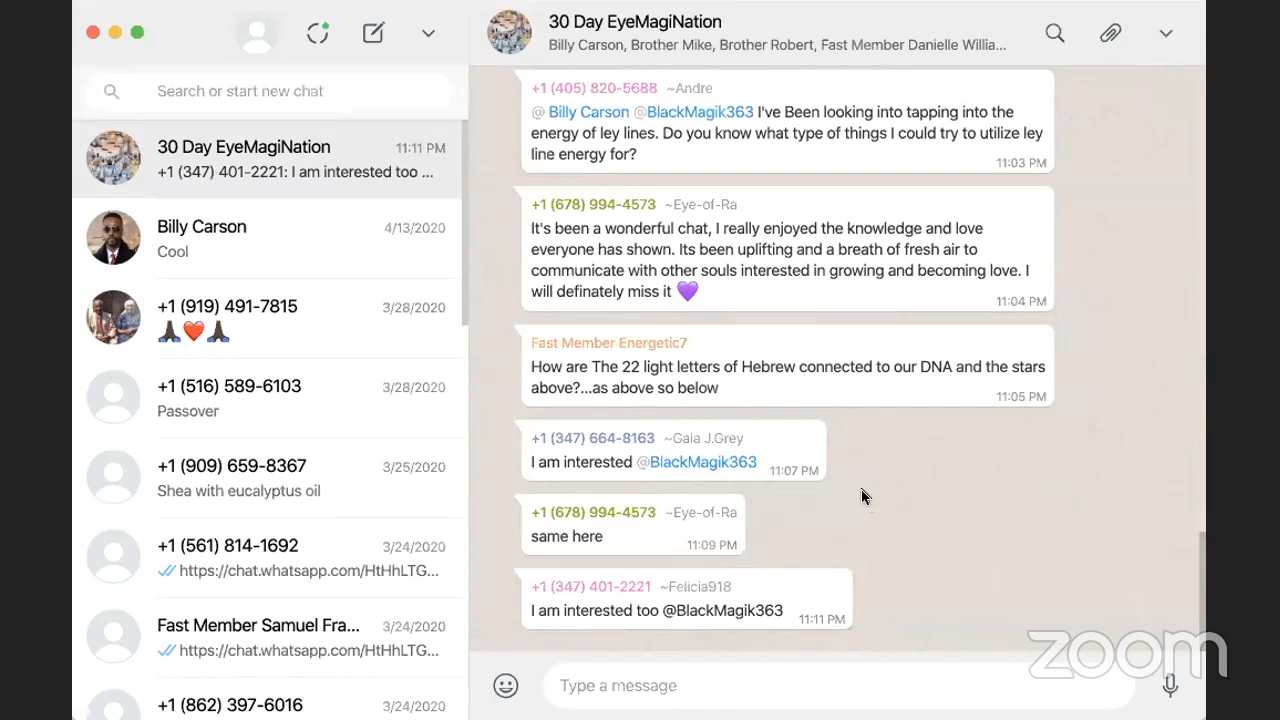 Search or start new chat
30 Day EyeMagiNation
11:11 PM
+1 (347) 401-2221: I am interested too ...
Billy Carson
4/13/2020
Cool
+1 (919) 491-7815
3/28/2020
🙏🏿❤️🙏🏿
+1 (516) 589-6103
3/28/2020
Passover
+1 (909) 659-8367
3/25/2020
Shea with eucalyptus oil
+1 (561) 814-1692
3/24/2020
https://chat.whatsapp.com/HtHhLTG...
Fast Member Samuel Fra...
3/24/2020
https://chat.whatsapp.com/HtHhLTG...
+1 (862) 397-6016
3/24/2020
30 Day EyeMagiNation
Billy Carson, Brother Mike, Brother Robert, Fast Member Danielle Willia...
+1 (405) 820-5688 ~Andre
@ Billy Carson @BlackMagik363 I've Been looking into tapping into the
energy of ley lines. Do you know what type of things I could try to utilize ley
line energy for?
11:03 PM
+1 (678) 994-4573 ~Eye-of-Ra
It's been a wonderful chat, I really enjoyed the knowledge and love
everyone has shown. Its been uplifting and a breath of fresh air to
communicate with other souls interested in growing and becoming love. I
will definately miss it 💜
11:04 PM
Fast Member Energetic7
How are The 22 light letters of Hebrew connected to our DNA and the stars
above?...as above so below
11:05 PM
+1 (347) 664-8163 ~Gaia J.Grey
I am interested @BlackMagik363
11:07 PM
+1 (678) 994-4573 ~Eye-of-Ra
same here
11:09 PM
+1 (347) 401-2221 ~Felicia918
I am interested too @BlackMagik363
11:11 PM
Type a message
zoom